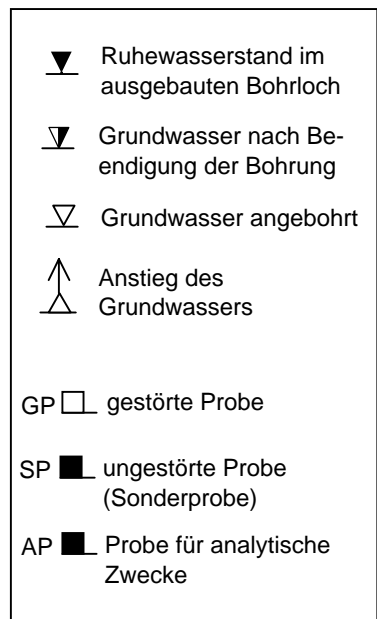 Ruhewasserstand im
ausgebauten Bohrloch
Grundwasser nach Be-
endigung der Bohrung
Grundwasser angebohrt
Anstieg des
Grundwassers
GP gestörte Probe
SP ungestörte Probe
(Sonderprobe)
AP Probe für analytische
Zwecke